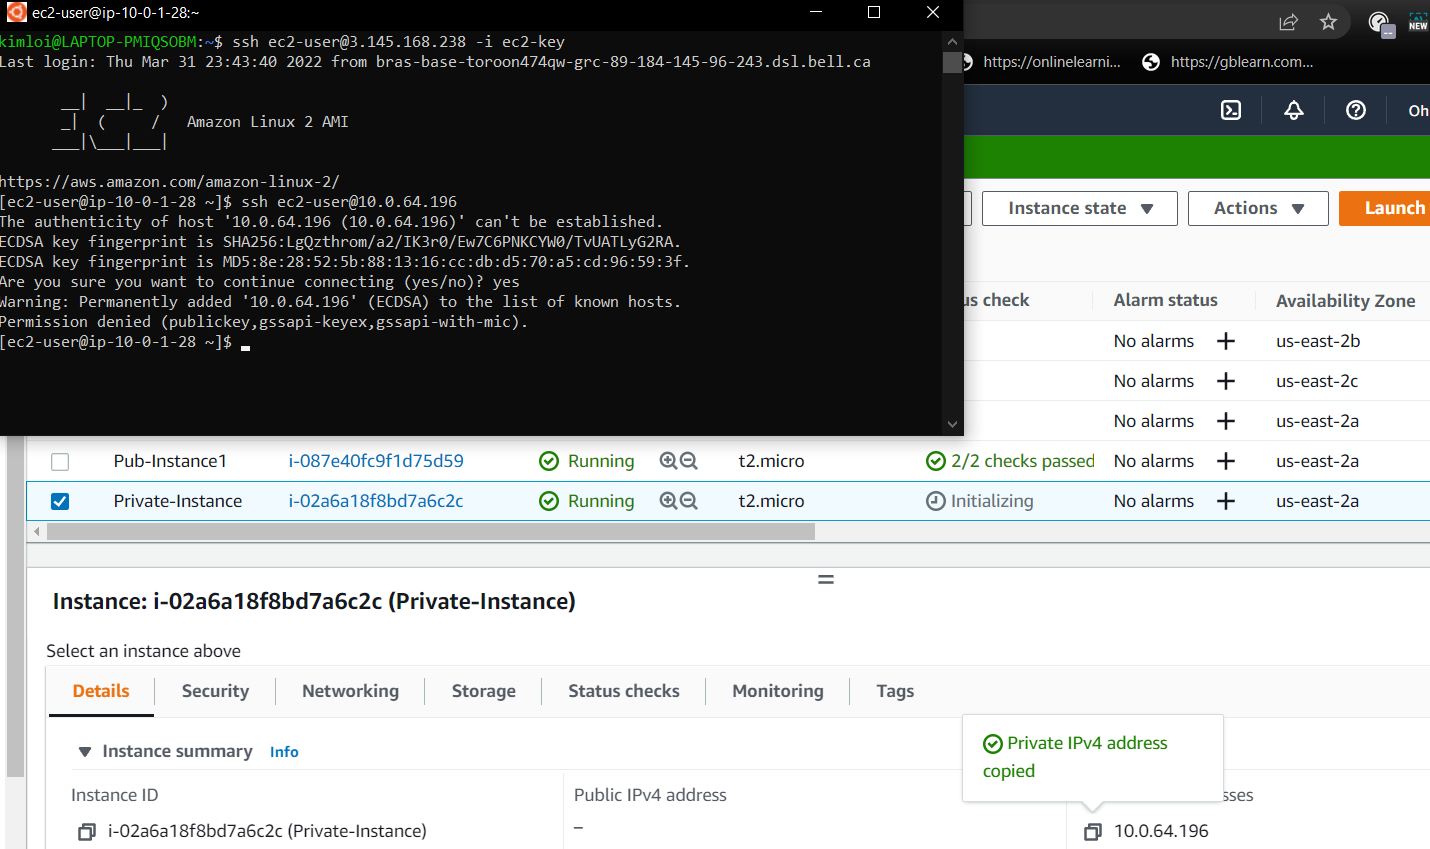 ec2-user@ip-10-0-1-28:~
kimloi@LAPTOP-PMIQSOBM:~$ ssh ec2-user@3.145.168.238 -i ec2-key
Last login: Thu Mar 31 23:43:40 2022 from bras-base-toroon474qw-grc-89-184-145-96-243.dsl.bell.ca
__| __|_ )
_| ( / Amazon Linux 2 AMI
___|\___|___|
https://aws.amazon.com/amazon-linux-2/
[ec2-user@ip-10-0-1-28 ~]$ ssh ec2-user@10.0.64.196
The authenticity of host '10.0.64.196 (10.0.64.196)' can't be established.
ECDSA key fingerprint is SHA256:LgQzthrom/a2/IK3r0/Ew7C6PNKCYW0/TvUATLyG2RA.
ECDSA key fingerprint is MD5:8e:28:52:5b:88:13:16:cc:db:d5:70:a5:cd:96:59:3f.
Are you sure you want to continue connecting (yes/no)? yes
Warning: Permanently added '10.0.64.196' (ECDSA) to the list of known hosts.
Permission denied (publickey,gssapi-keyex,gssapi-with-mic).
[ec2-user@ip-10-0-1-28 ~]$
NEW
https://onlinelearni... https://gblearn.com...
Oh
Instance state Actions Launch
us check Alarm status Availability Zone
No alarms us-east-2b
No alarms us-east-2c
No alarms us-east-2a
Pub-Instance1 i-087e40fc9f1d75d59 Running t2.micro 2/2 checks passed No alarms us-east-2a
Private-Instance i-02a6a18f8bd7a6c2c Running t2.micro Initializing No alarms us-east-2a
Instance: i-02a6a18f8bd7a6c2c (Private-Instance)
Select an instance above
Details Security Networking Storage Status checks Monitoring Tags
Private IPv4 address
copied
Instance summary Info
Instance ID Public IPv4 address sses
i-02a6a18f8bd7a6c2c (Private-Instance) – 10.0.64.196